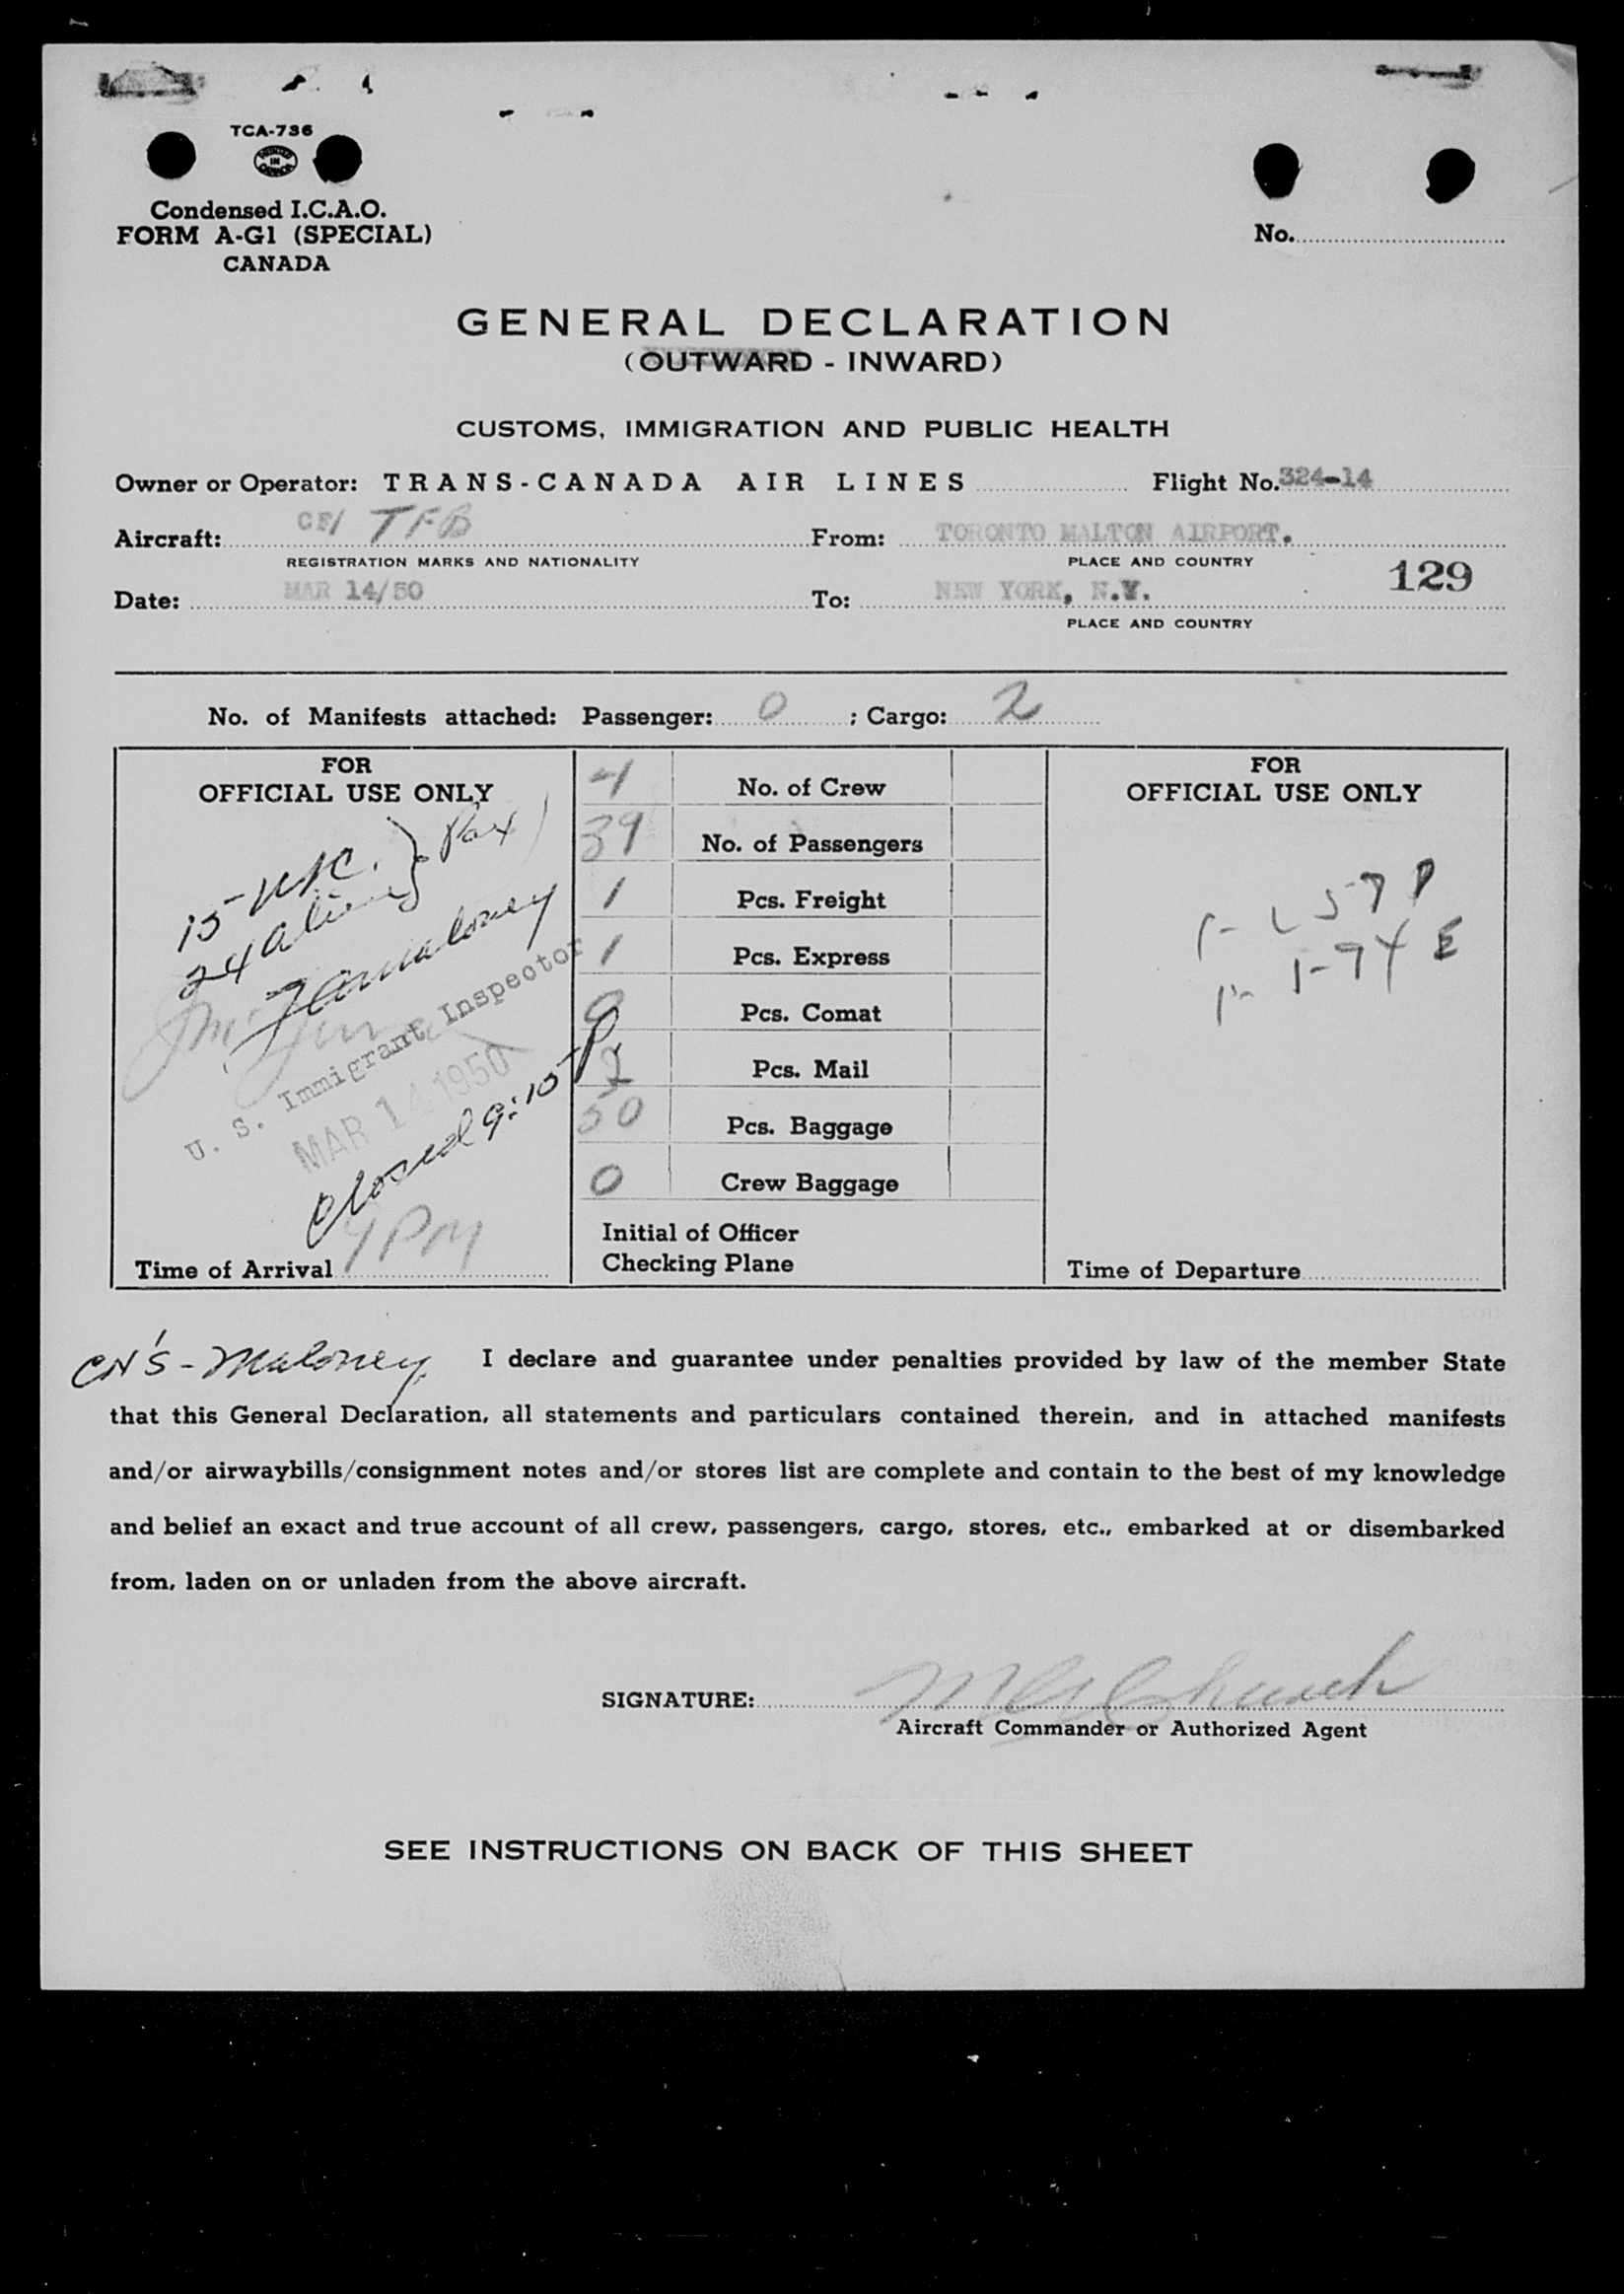 TCA-736
PRINTED IN CANADA
Condensed I.C.A.O.
FORM A-G1 (SPECIAL)
CANADA
No.
GENERAL DECLARATION
(OUTWARD - INWARD)
CUSTOMS, IMMIGRATION AND PUBLIC HEALTH
Owner or Operator: TRANS-CANADA AIR LINES Flight No. 324-14
Aircraft: CF/ TFB From: TORONTO MALTON AIRPORT.
REGISTRATION MARKS AND NATIONALITY PLACE AND COUNTRY
129
Date: MAR 14/50 To: NEW YORK, N.Y.
PLACE AND COUNTRY
No. of Manifests attached: Passenger: 0 ; Cargo: 2
FOR
OFFICIAL USE ONLY
15
24 aliens } Pax
Maloney
U. S. Immigrant Inspector
MAR 14 1950
closed 9:10 P
Time of Arrival PM
4 No. of Crew
39 No. of Passengers
1 Pcs. Freight
1 Pcs. Express
Pcs. Comat
2 Pcs. Mail
50 Pcs. Baggage
0 Crew Baggage
Initial of Officer
Checking Plane
FOR
OFFICIAL USE ONLY
Time of Departure
CN'S - Maloney I declare and guarantee under penalties provided by law of the member State
that this General Declaration, all statements and particulars contained therein, and in attached manifests
and/or airwaybills/consignment notes and/or stores list are complete and contain to the best of my knowledge
and belief an exact and true account of all crew, passengers, cargo, stores, etc., embarked at or disembarked
from, laden on or unladen from the above aircraft.
SIGNATURE: Church
Aircraft Commander or Authorized Agent
SEE INSTRUCTIONS ON BACK OF THIS SHEET